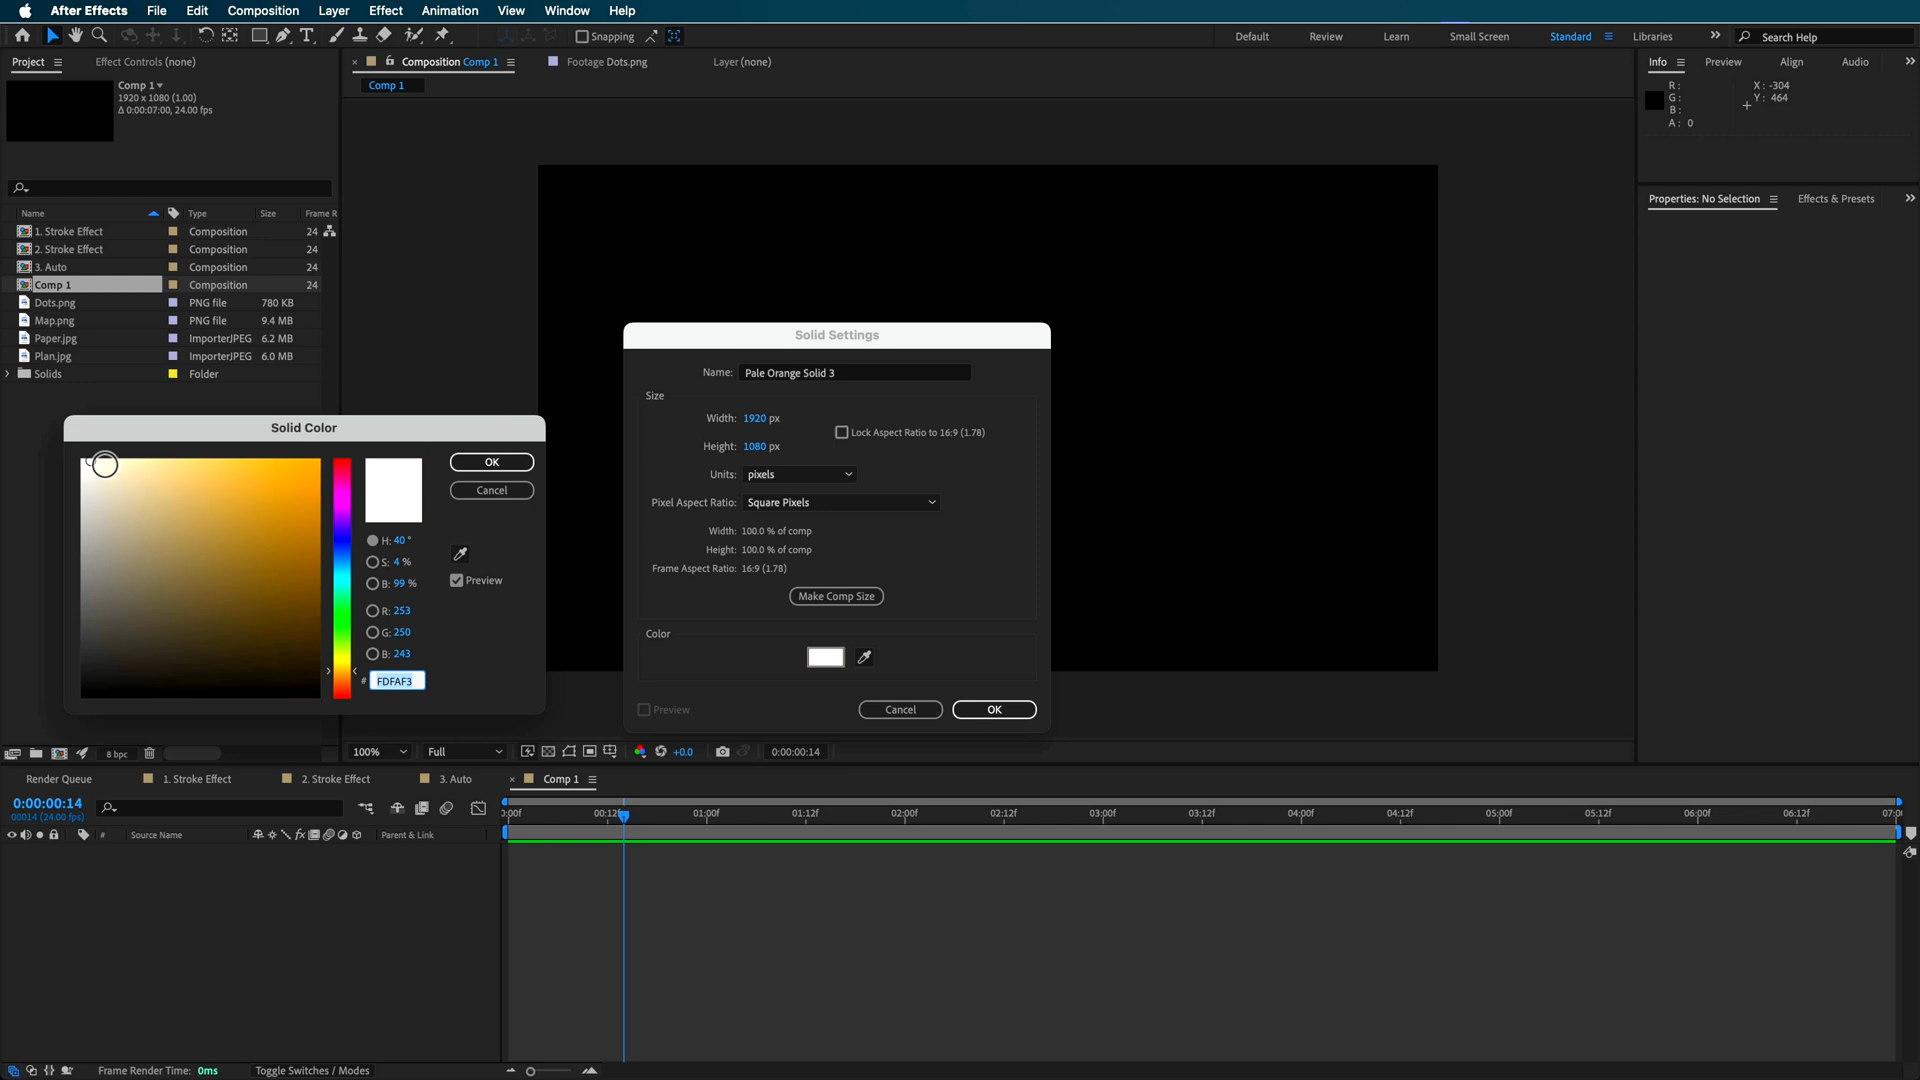 After Effects File Edit Composition Layer Effect Animation View Window Help
Snapping
Default Review Learn Small Screen Standard Libraries Search Help
Project Effect Controls (none) Composition Comp 1 Footage Dots.png Layer (none) Info Preview Align Audio
Comp 1
Comp 1
1920 x 1080 (1.00)
Δ 0:00:07:00, 24.00 fps
R:
G:
B:
A: 0
X: -304
Y: 464
Properties: No Selection Effects & Presets
Name Type Size Frame R
1. Stroke Effect Composition 24
2. Stroke Effect Composition 24
3. Auto Composition 24
Comp 1 Composition 24
Dots.png PNG file 780 KB
Map.png PNG file 9.4 MB
Paper.jpg ImporterJPEG 6.2 MB
Plan.jpg ImporterJPEG 6.0 MB
Solids Folder
Solid Color
OK
Cancel
H: 40 °
S: 4 %
B: 99 %
Preview
R: 253
G: 250
B: 243
# FDFAF3
Solid Settings
Name: Pale Orange Solid 3
Size
Width: 1920 px
Lock Aspect Ratio to 16:9 (1.78)
Height: 1080 px
Units: pixels
Pixel Aspect Ratio: Square Pixels
Width: 100.0 % of comp
Height: 100.0 % of comp
Frame Aspect Ratio: 16:9 (1.78)
Make Comp Size
Color
Preview Cancel OK
8 bpc 100% Full +0.0 0:00:00:14
Render Queue 1. Stroke Effect 2. Stroke Effect 3. Auto Comp 1
0:00:00:14
00014 (24.00 fps)
:00f 00:12f 01:00f 01:12f 02:00f 02:12f 03:00f 03:12f 04:00f 04:12f 05:00f 05:12f 06:00f 06:12f 07:00
# Source Name fx Parent & Link
Frame Render Time: 0ms Toggle Switches / Modes